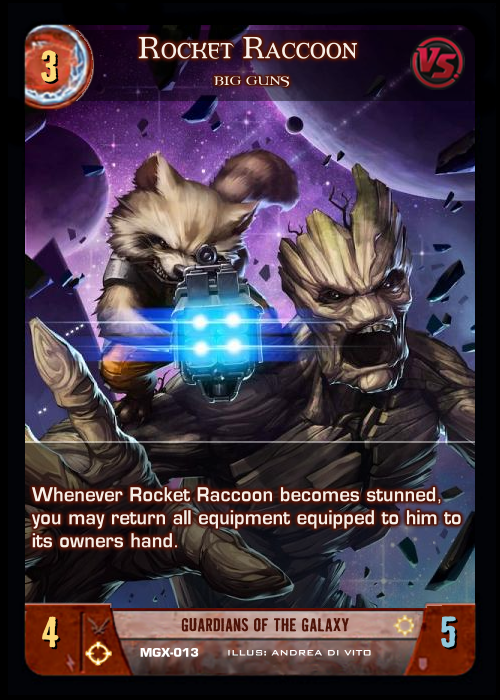 3
Rocket Raccoon
VS
BIG GUNS
Whenever Rocket Raccoon becomes stunned,
you may return all equipment equipped to him to
its owners hand.
4
GUARDIANS OF THE GALAXY
5
MGX-013 ILLUS: ANDREA DI VITO